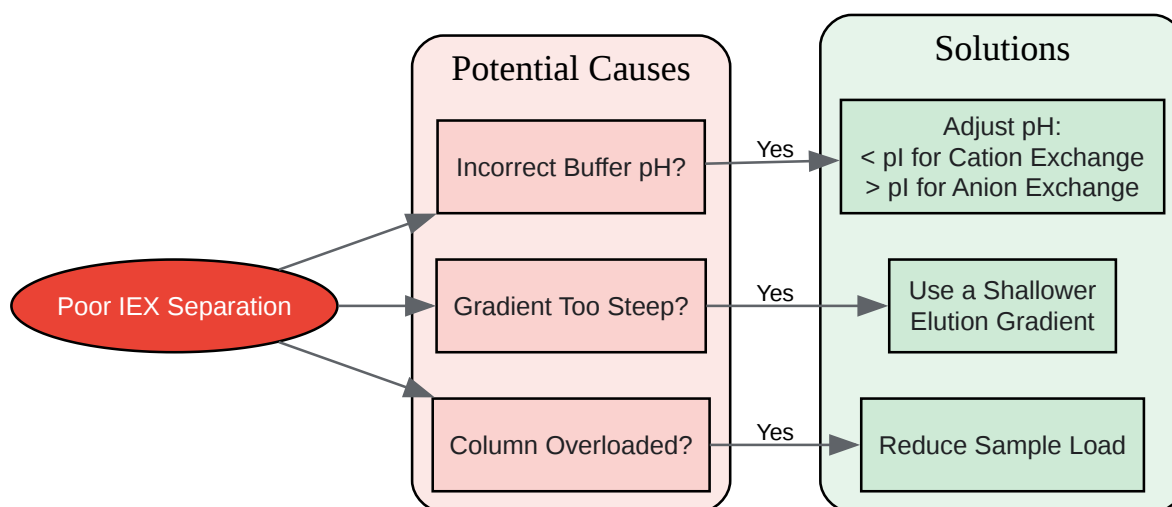 Potential Causes
Solutions
Incorrect Buffer pH?
Yes
Adjust pH:
< pI for Cation Exchange
> pI for Anion Exchange
Poor IEX Separation
Gradient Too Steep?
Yes
Use a Shallower
Elution Gradient
Column Overloaded?
Yes
Reduce Sample Load